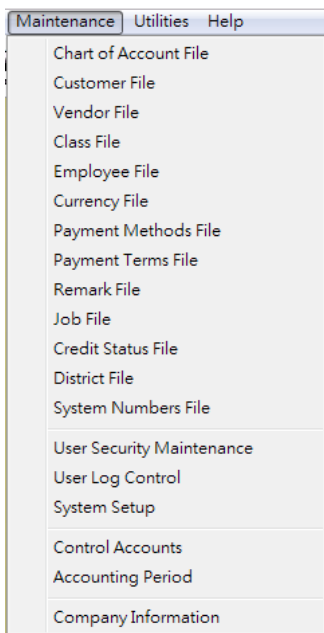 Maintenance Utilities Help
Chart of Account File
Customer File
Vendor File
Class File
Employee File
Currency File
Payment Methods File
Payment Terms File
Remark File
Job File
Credit Status File
District File
System Numbers File
User Security Maintenance
User Log Control
System Setup
Control Accounts
Accounting Period
Company Information